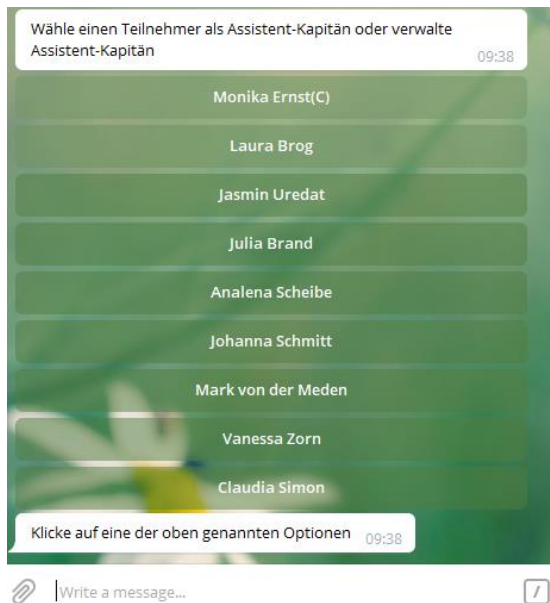 Wähle einen Teilnehmer als Assistent-Kapitän oder verwalte
Assistent-Kapitän
09:38
Monika Ernst(C)
Laura Brog
Jasmin Uredat
Julia Brand
Analena Scheibe
Johanna Schmitt
Mark von der Meden
Vanessa Zorn
Claudia Simon
Klicke auf eine der oben genannten Optionen 09:38
Write a message...
/